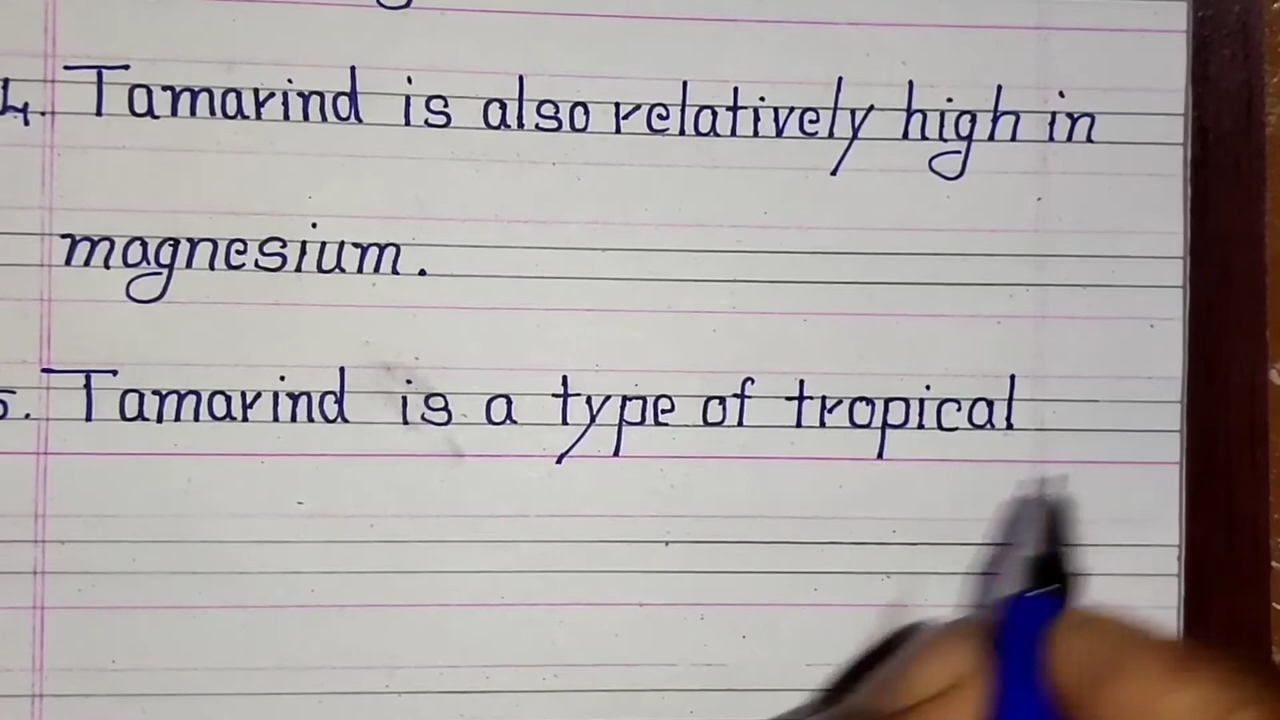 4. Tamarind is also relatively high in
magnesium.
5. Tamarind is a type of tropical